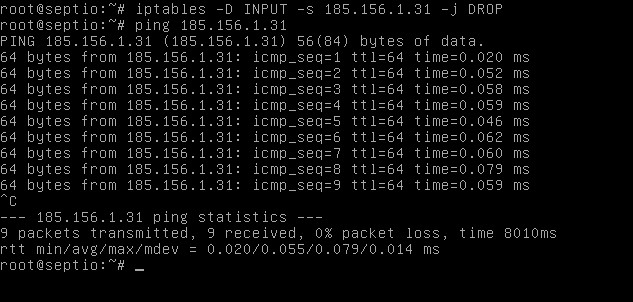 root@septio:~# iptables -D INPUT -s 185.156.1.31 -j DROP
root@septio:~# ping 185.156.1.31
PING 185.156.1.31 (185.156.1.31) 56(84) bytes of data.
64 bytes from 185.156.1.31: icmp_seq=1 ttl=64 time=0.020 ms
64 bytes from 185.156.1.31: icmp_seq=2 ttl=64 time=0.052 ms
64 bytes from 185.156.1.31: icmp_seq=3 ttl=64 time=0.058 ms
64 bytes from 185.156.1.31: icmp_seq=4 ttl=64 time=0.059 ms
64 bytes from 185.156.1.31: icmp_seq=5 ttl=64 time=0.046 ms
64 bytes from 185.156.1.31: icmp_seq=6 ttl=64 time=0.062 ms
64 bytes from 185.156.1.31: icmp_seq=7 ttl=64 time=0.060 ms
64 bytes from 185.156.1.31: icmp_seq=8 ttl=64 time=0.079 ms
64 bytes from 185.156.1.31: icmp_seq=9 ttl=64 time=0.059 ms
^C
--- 185.156.1.31 ping statistics ---
9 packets transmitted, 9 received, 0% packet loss, time 8010ms
rtt min/avg/max/mdev = 0.020/0.055/0.079/0.014 ms
root@septio:~# _